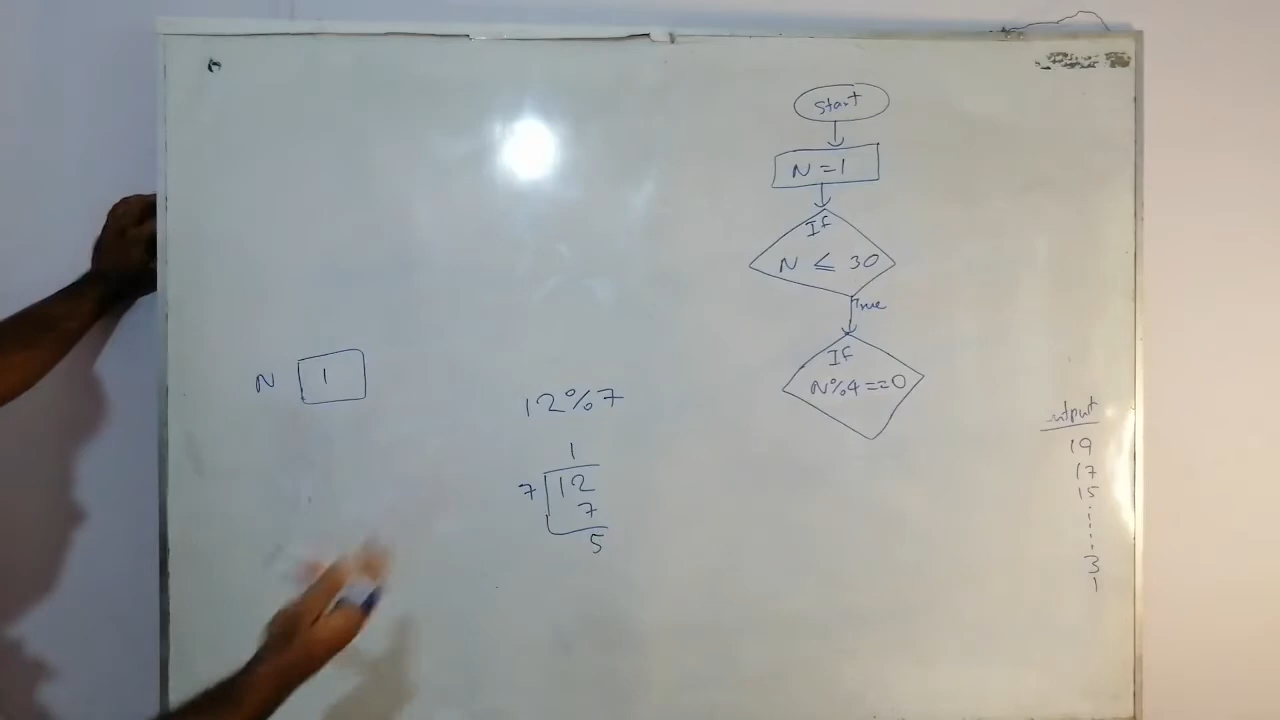 Start
N = 1
If
N ≤ 30
True
If
N%4==0
N 1
12%7
1
7 12
7
5
output
19
17
15
3
1